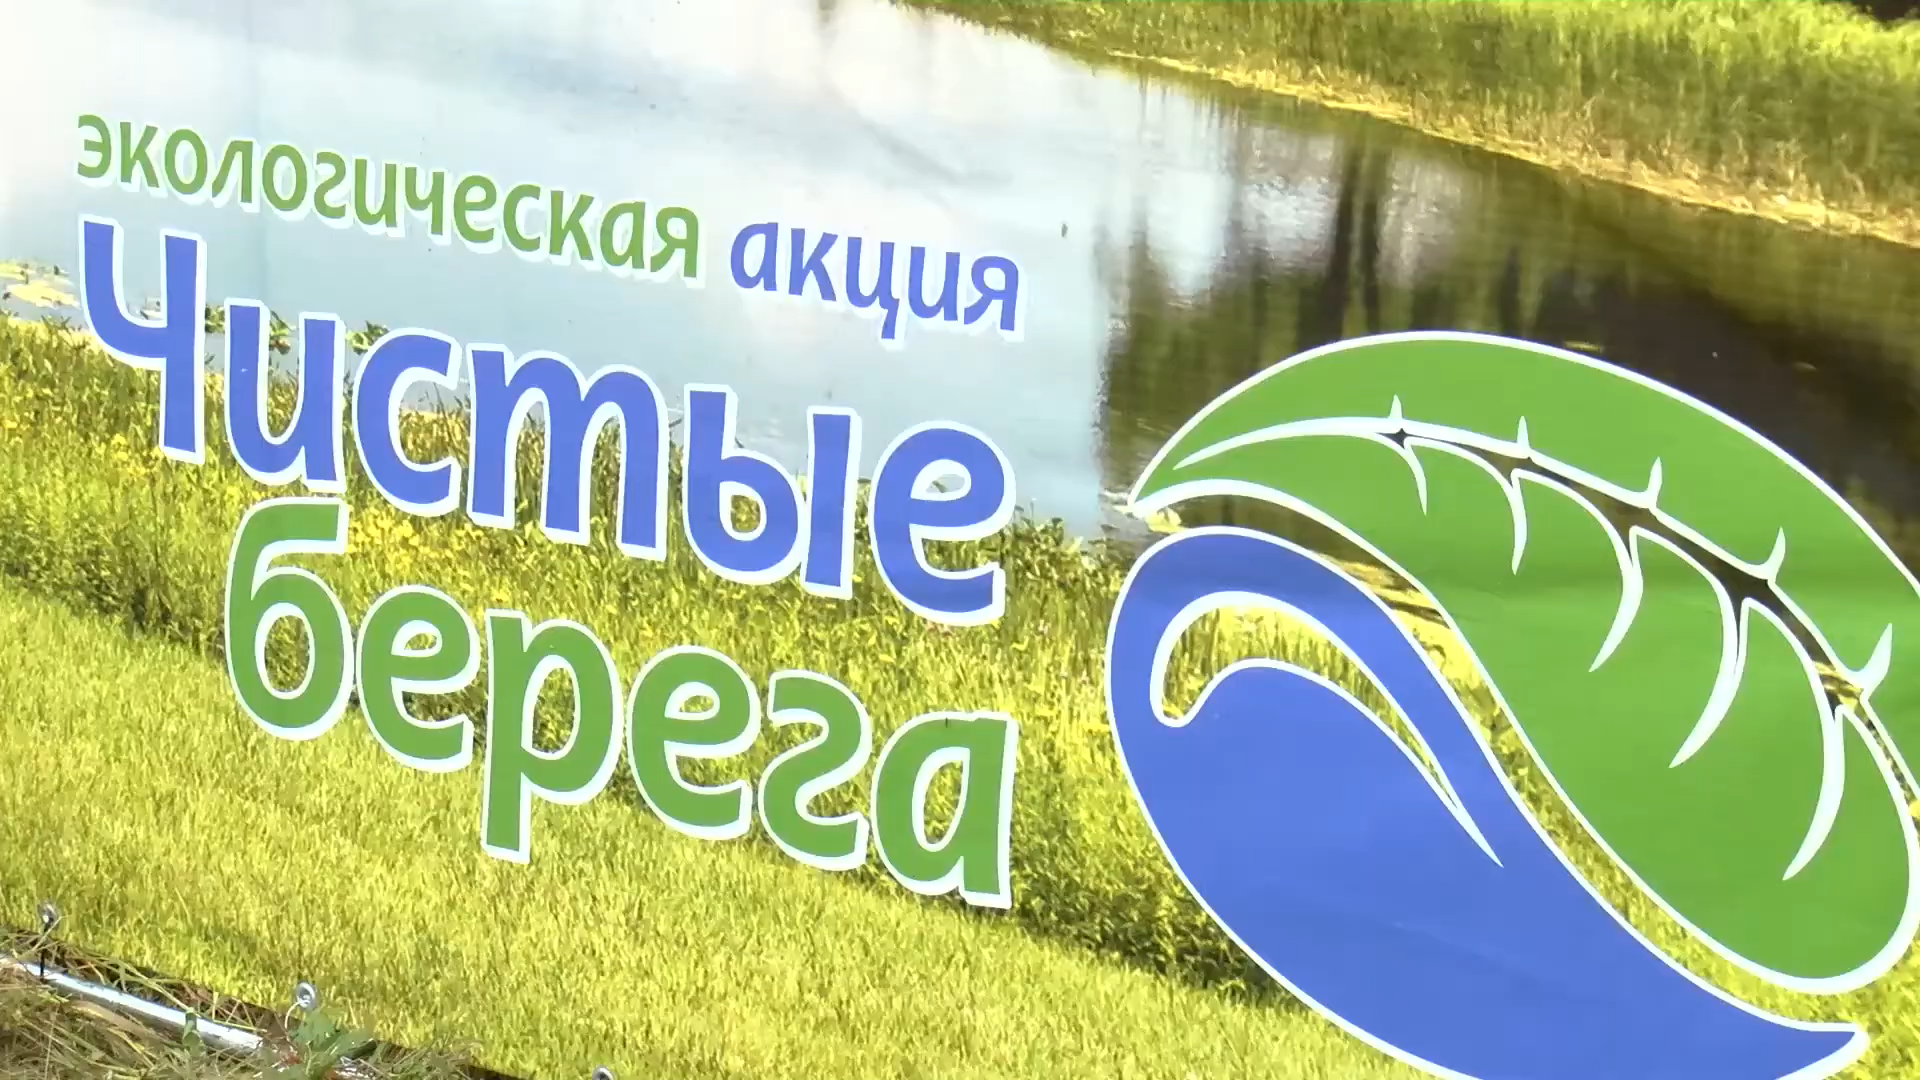 экологическая акция
Чистые
берега